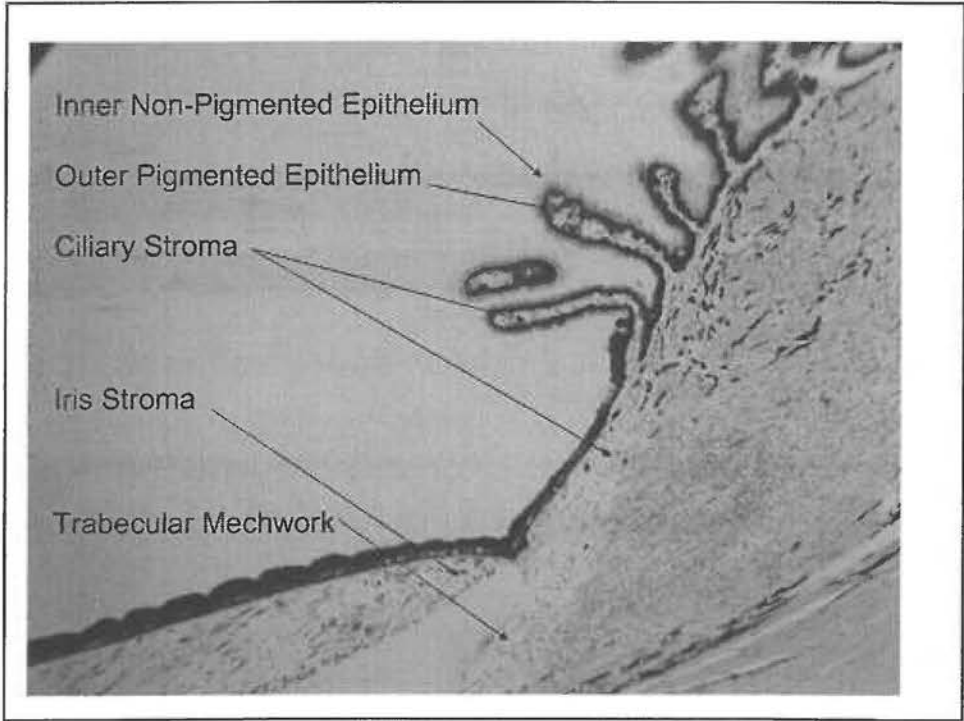 Inner Non-Pigmented Epithelium
Outer Pigmented Epithelium
Ciliary Stroma
Iris Stroma
Trabecular Mechwork